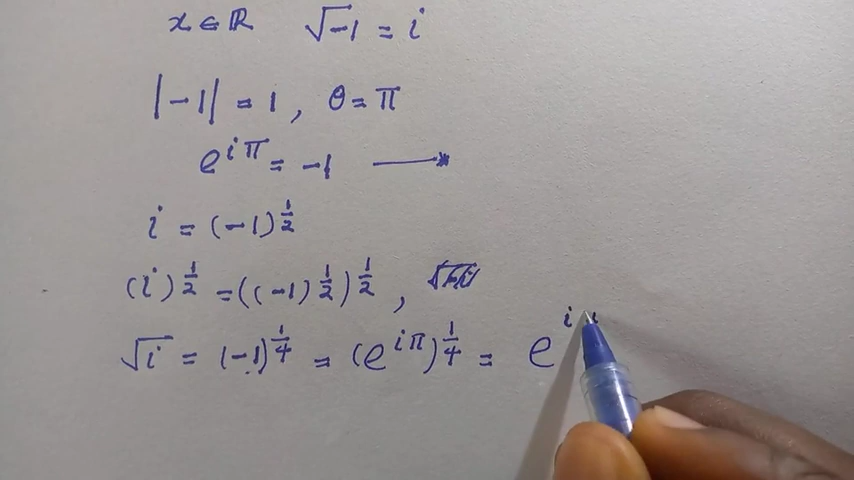 x ∈ ℝ √-1 = i
|-1| = 1, θ = π
e^{iπ} = -1 ⟶*
i = (-1)^{1/2}
(i)^{1/2} = ((-1)^{1/2})^{1/2},
√i = (-1)^{1/4} = (e^{iπ})^{1/4} = e^{i